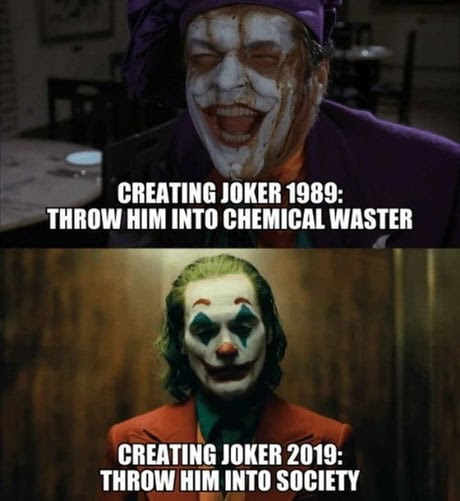 CREATING JOKER 1989:
THROW HIM INTO CHEMICAL WASTER
CREATING JOKER 2019:
THROW HIM INTO SOCIETY